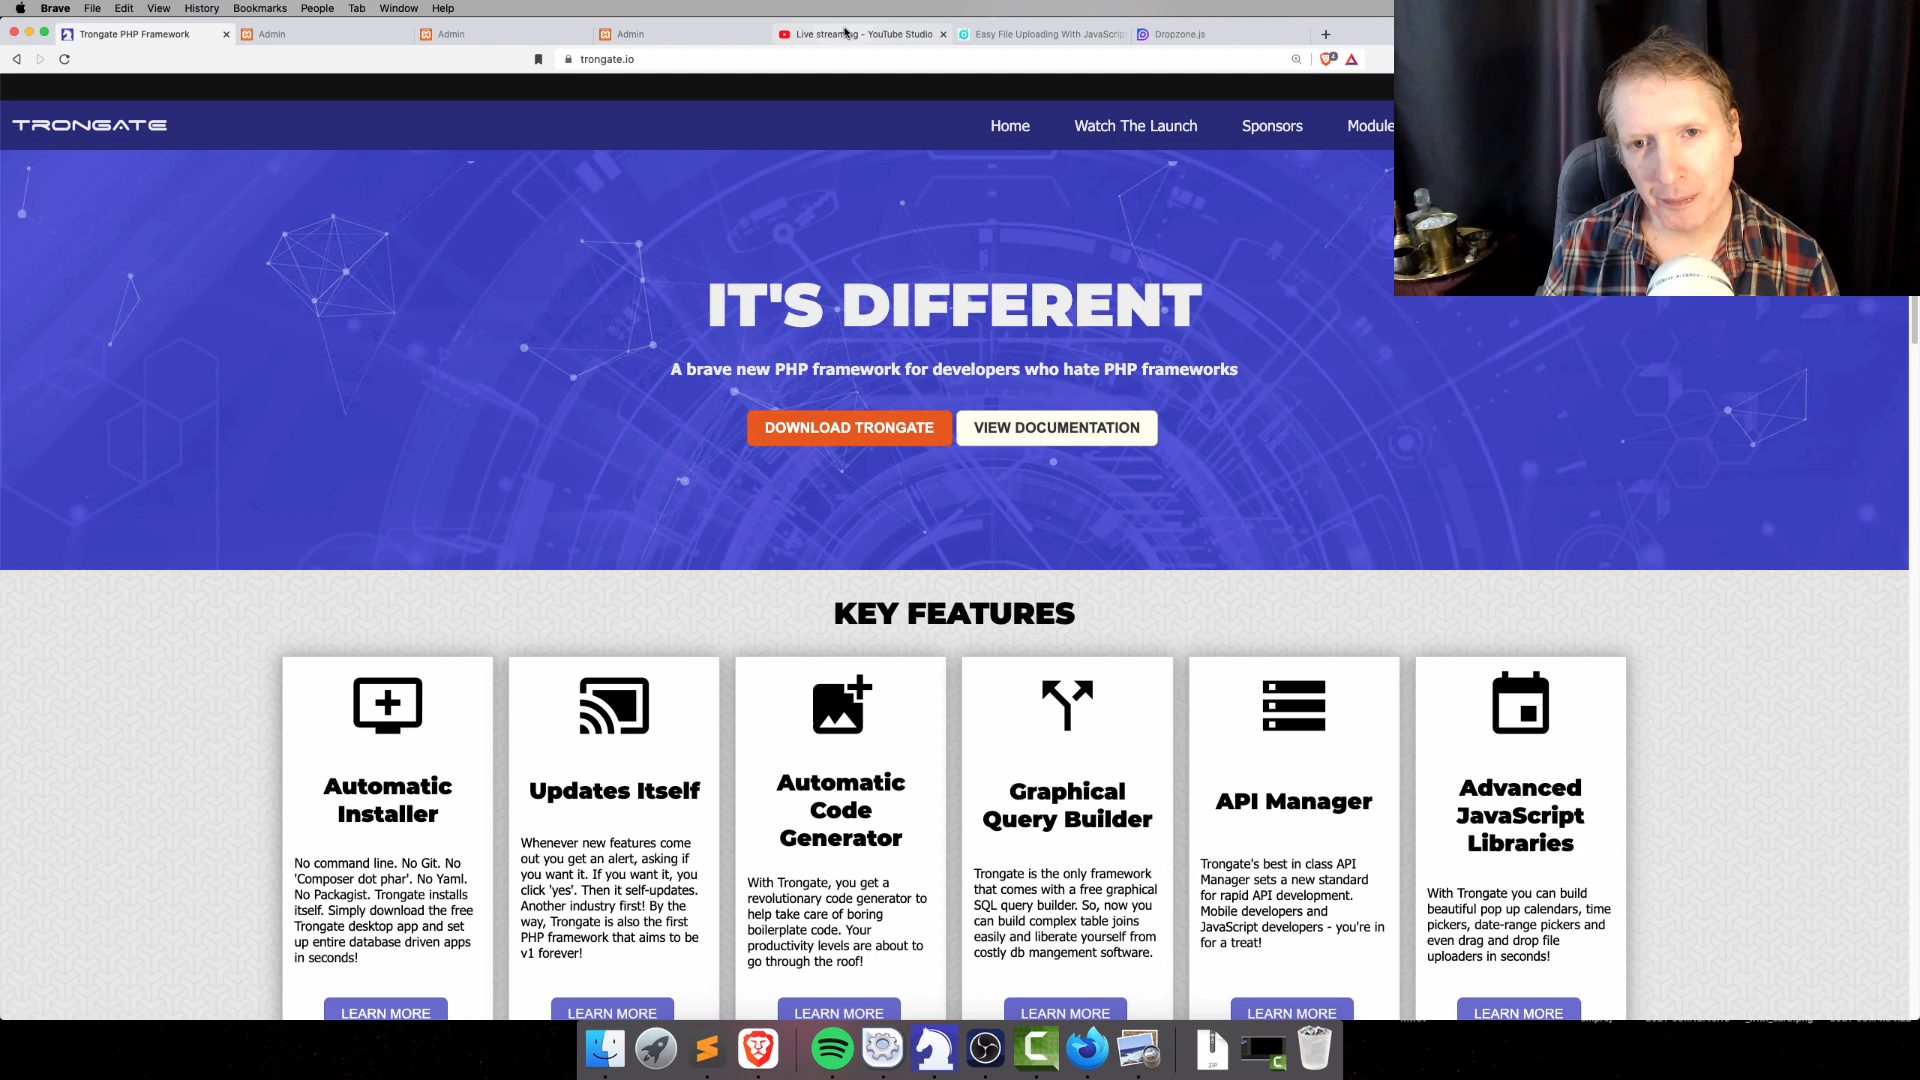 Brave File Edit View History Bookmarks People Tab Window Help
Trongate PHP Framework Admin Admin Admin Live streaming - YouTube Studio Easy File Uploading With JavaScrip Dropzone.js
trongate.io
TRONGATE
Home Watch The Launch Sponsors Module
IT'S DIFFERENT
A brave new PHP framework for developers who hate PHP frameworks
DOWNLOAD TRONGATE VIEW DOCUMENTATION
KEY FEATURES
Automatic
Installer
No command line. No Git. No
'Composer dot phar'. No Yaml.
No Packagist. Trongate installs
itself. Simply download the free
Trongate desktop app and set
up entire database driven apps
in seconds!
LEARN MORE
Updates Itself
Whenever new features come
out you get an alert, asking if
you want it. If you want it, you
click 'yes'. Then it self-updates.
Another industry first! By the
way, Trongate is also the first
PHP framework that aims to be
v1 forever!
LEARN MORE
Automatic
Code
Generator
With Trongate, you get a
revolutionary code generator to
help take care of boring
boilerplate code. Your
productivity levels are about to
go through the roof!
LEARN MORE
Graphical
Query Builder
Trongate is the only framework
that comes with a free graphical
SQL query builder. So, now you
can build complex table joins
easily and liberate yourself from
costly db mangement software.
LEARN MORE
API Manager
Trongate's best in class API
Manager sets a new standard
for rapid API development.
Mobile developers and
JavaScript developers - you're in
for a treat!
LEARN MORE
Advanced
JavaScript
Libraries
With Trongate you can build
beautiful pop up calendars, time
pickers, date-range pickers and
even drag and drop file
uploaders in seconds!
LEARN MORE
ZIP